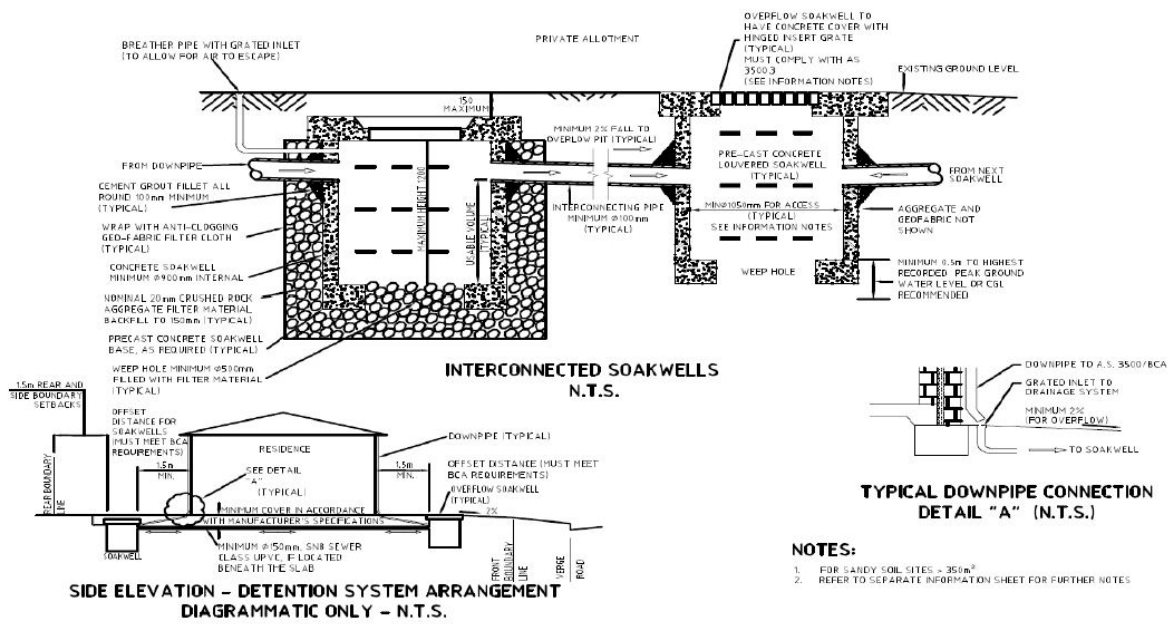 BREATHER PIPE WITH GRATED INLET
(TO ALLOW FOR AIR TO ESCAPE)
PRIVATE ALLOTMENT
OVERFLOW SOAKWELL TO
HAVE CONCRETE COVER WITH
HINGED INSERT GRATE
(TYPICAL)
MUST COMPLY WITH AS
3500.3
(SEE INFORMATION NOTES)
EXISTING GROUND LEVEL
150
MAXIMUM
MINIMUM 2% FALL TO
OVERLOW PIT (TYPICAL)
PRE-CAST CONCRETE
LOUVERED SOAKWELL
(TYPICAL)
FROM DOWNPIPE
FROM NEXT
SOAKWELL
CEMENT GROUT FILLET ALL
ROUND 100mm MINIMUM
(TYPICAL)
MAXIMUM HEIGHT 1200
USABLE VOLUME
(TYPICAL)
INTERCONNECTING PIPE
MINIMUM Ø100mm
(TYPICAL)
MINØ1050mm FOR ACCESS
(TYPICAL)
SEE INFORMATION NOTES
AGGREGATE AND
GEOFABRIC NOT
SHOWN
WRAP WITH ANTI-CLOGGING
GEO-FABRIC FILTER CLOTH
(TYPICAL)
CONCRETE SOAKWELL
MINIMUM Ø900mm INTERNAL
WEEP HOLE
MINIMUM 0.5m TO HIGHEST
RECORDED PEAK GROUND
WATER LEVEL OR CGL
RECOMMENDED
NOMINAL 20mm CRUSHED ROCK
AGGREGATE FILTER MATERIAL
BACKFILL TO 150mm (TYPICAL)
PRECAST CONCRETE SOAKWELL
BASE, AS REQUIRED (TYPICAL)
WEEP HOLE MINIMUM Ø500mm
FILLED WITH FILTER MATERIAL
(TYPICAL)
INTERCONNECTED SOAKWELLS
N.T.S.
1.5m REAR AND
SIDE BOUNDARY
SETBACKS
OFFSET
DISTANCE FOR
SOAKWELLS
(MUST MEET BCA
REQUIREMENTS)
1.5m
MIN.
RESIDENCE
SEE DETAIL
"A"
(TYPICAL)
DOWNPIPE (TYPICAL)
1.5m
MIN.
OFFSET DISTANCE (MUST MEET
BCA REQUIREMENTS)
OVERFLOW SOAKWELL
(TYPICAL)
2%
REAR BOUNDARY
LINE
MINIMUM COVER IN ACCORDANCE
WITH MANUFACTURER'S SPECIFICATIONS
SOAKWELL
MINIMUM Ø150mm, SN8 SEWER
CLASS UPVC, IF LOCATED
BENEATH THE SLAB
FRONT
BOUNDARY
LINE
VERGE
ROAD
SIDE ELEVATION - DETENTION SYSTEM ARRANGEMENT
DIAGRAMMATIC ONLY - N.T.S.
DOWNPIPE TO A.S. 3500/BCA
GRATED INLET TO
DRAINAGE SYSTEM
MINIMUM 2%
(FOR OVERFLOW)
TO SOAKWELL
TYPICAL DOWNPIPE CONNECTION
DETAIL "A" (N.T.S.)
NOTES:
1. FOR SANDY SOIL SITES > 350m²
2. REFER TO SEPARATE INFORMATION SHEET FOR FURTHER NOTES